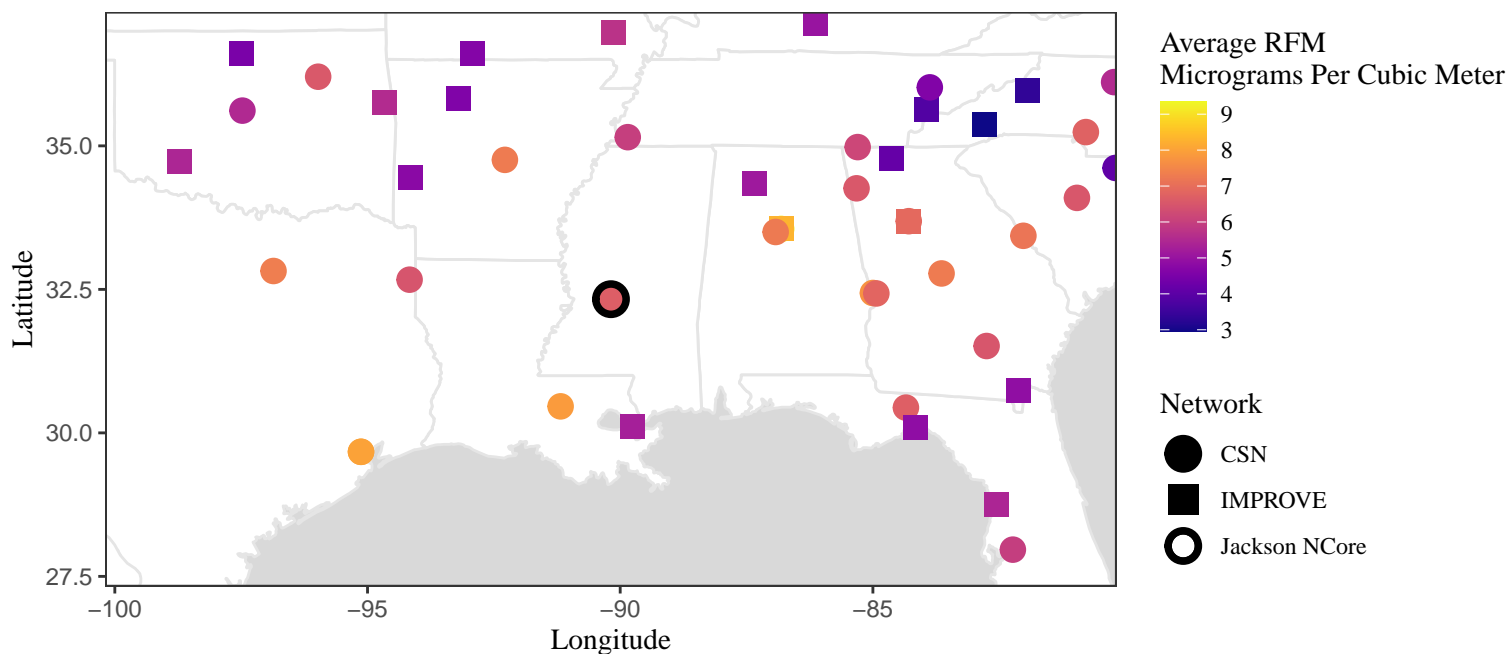 Average RFM
Micrograms Per Cubic Meter
9
8
7
6
5
4
3
Network
CSN
IMPROVE
Jackson NCore
Latitude
35.0
32.5
30.0
27.5
−100
−95
−90
−85
Longitude